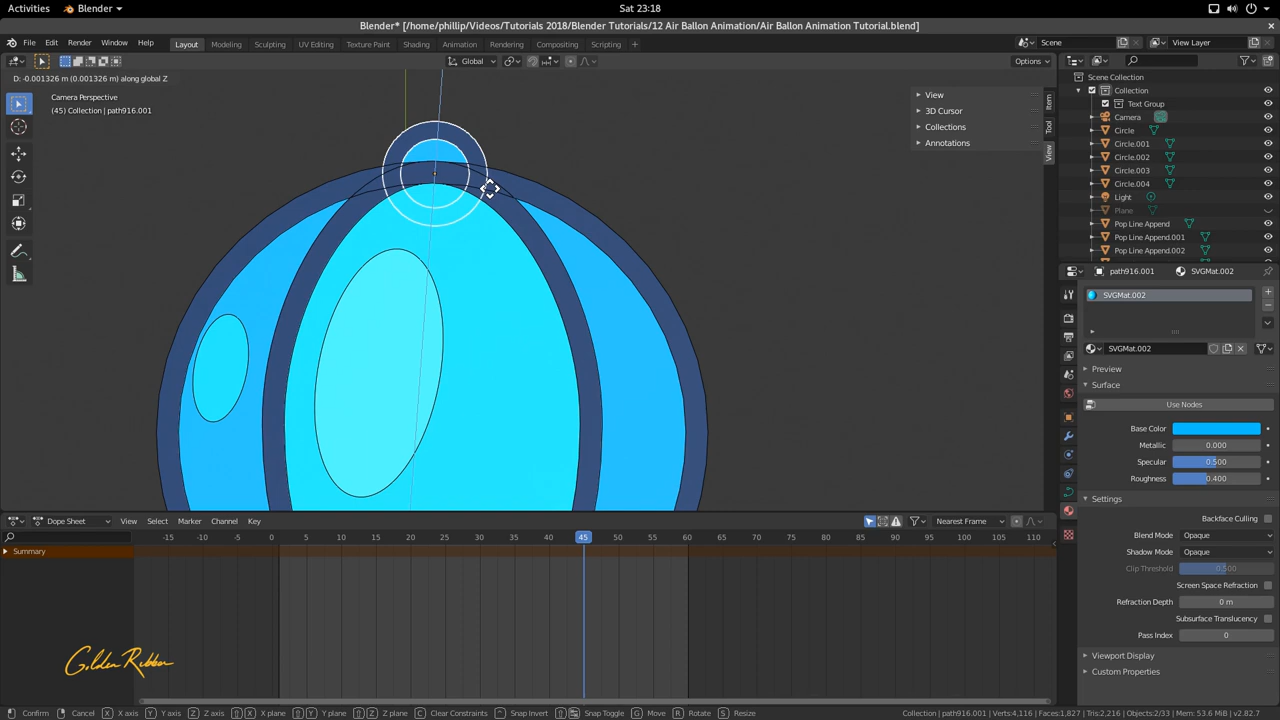 Activities
Blender
Sat 23:18
Blender* [/home/phillip/Videos/Tutorials 2018/Blender Tutorials/12 Air Ballon Animation/Air Ballon Animation Tutorial.blend]
File Edit Render Window Help Layout Modeling Sculpting UV Editing Texture Paint Shading Animation Rendering Compositing Scripting + Scene View Layer
Global Options
D: -0.001326 m (0.001326 m) along global Z
Camera Perspective
(45) Collection | path916.001
View
3D Cursor
Collections
Annotations
Item
Tool
View
Scene Collection
Collection
Text Group
Camera
Circle
Circle.001
Circle.002
Circle.003
Circle.004
Light
Plane
Pop Line Append
Pop Line Append.001
Pop Line Append.002
path916.001 SVGMat.002
SVGMat.002
SVGMat.002
Preview
Surface
Use Nodes
Base Color
Metallic 0.000
Specular 0.500
Roughness 0.400
Settings
Backface Culling
Blend Mode Opaque
Shadow Mode Opaque
Clip Threshold 0.500
Screen Space Refraction
Refraction Depth 0 m
Subsurface Translucency
Pass Index 0
Viewport Display
Custom Properties
Dope Sheet View Select Marker Channel Key Nearest Frame
-15 -10 -5 0 5 10 15 20 25 30 35 40 45 50 55 60 65 70 75 80 85 90 95 100 105 110
Summary
Golden Ribbon
Confirm Cancel X X axis Y Y axis Z Z axis X X plane Y Y plane Z Z plane C Clear Constraints Snap Invert Snap Toggle G Move R Rotate S Resize
Collection | path916.001 | Verts:4,116 | Faces:1,827 | Tris:2,216 | Objects:2/33 | Mem: 53.6 MiB | v2.82.7